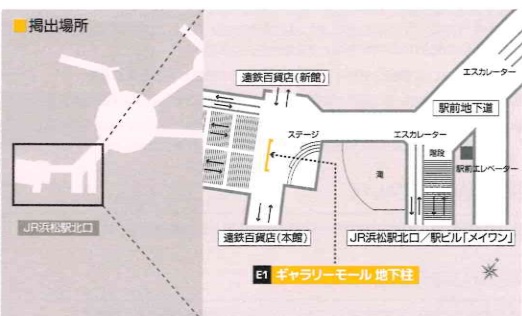 掲出場所
JR浜松駅北口
遠鉄百貨店(新館)
エスカレーター
駅前地下道
ステージ
エスカレーター
階段
滝
駅前エレベーター
遠鉄百貨店(本館)
JR浜松駅北口/駅ビル「メイワン」
E1 ギャラリーモール 地下柱